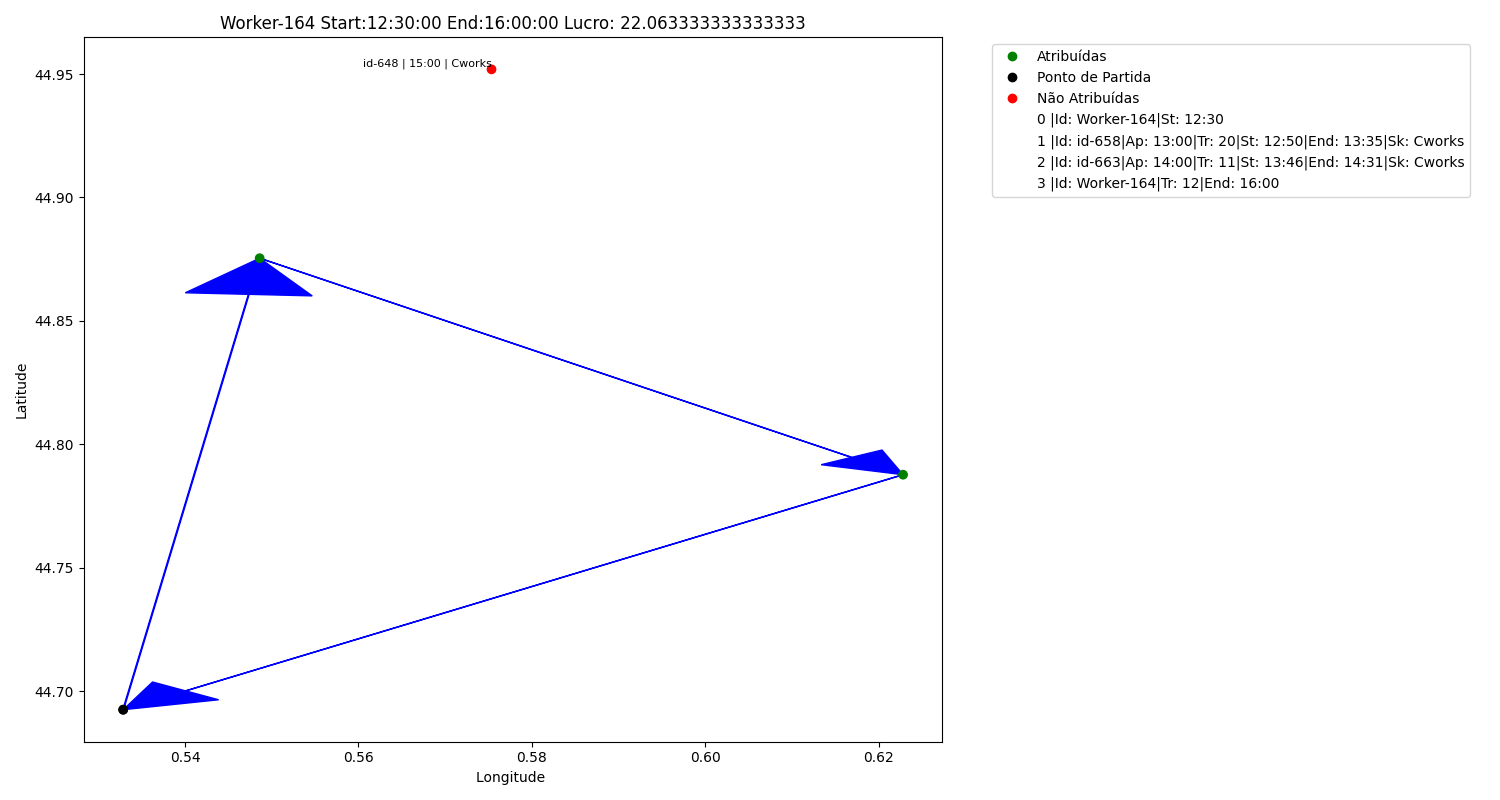 Worker-164 Start:12:30:00 End:16:00:00 Lucro: 22.063333333333333
id-648 | 15:00 | Cworks
44.95
44.90
44.85
44.80
44.75
44.70
Latitude
0.54 0.56 0.58 0.60 0.62
Longitude
Atribuídas
Ponto de Partida
Não Atribuídas
0 |Id: Worker-164|St: 12:30
1 |Id: id-658|Ap: 13:00|Tr: 20|St: 12:50|End: 13:35|Sk: Cworks
2 |Id: id-663|Ap: 14:00|Tr: 11|St: 13:46|End: 14:31|Sk: Cworks
3 |Id: Worker-164|Tr: 12|End: 16:00